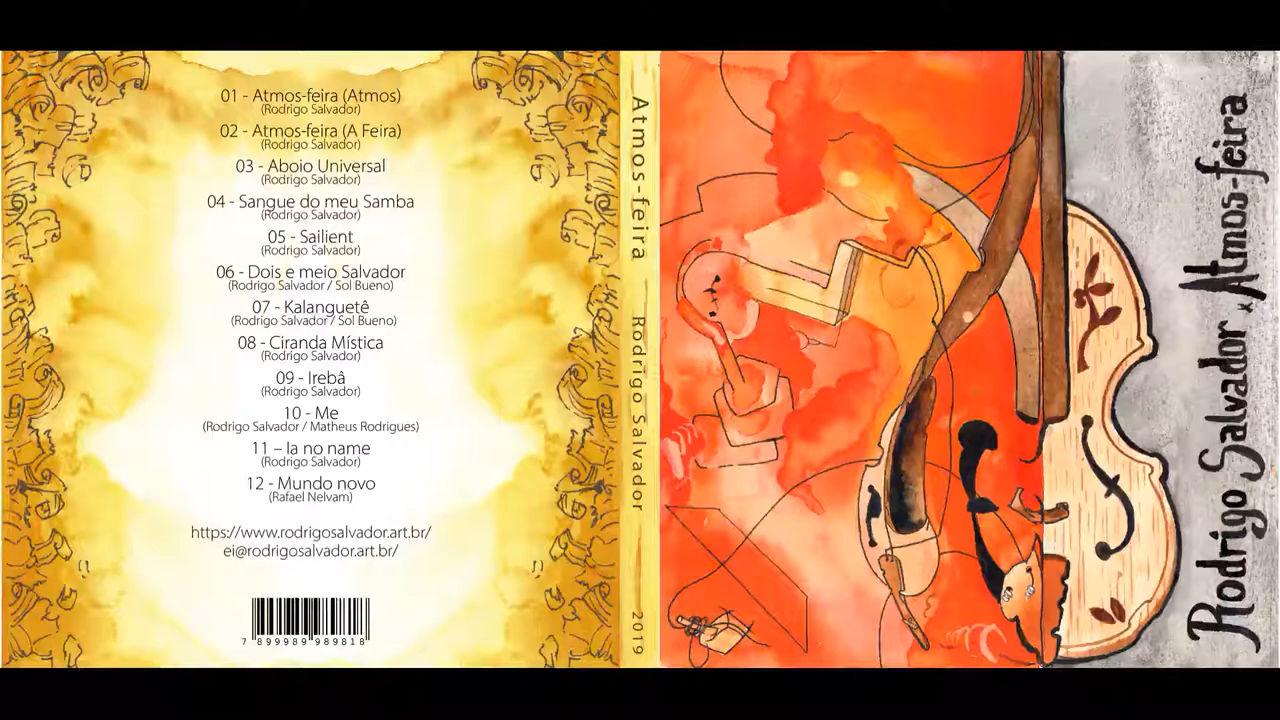 01 - Atmos-feira (Atmos)
(Rodrigo Salvador)
02 - Atmos-feira (A Feira)
(Rodrigo Salvador)
03 - Aboio Universal
(Rodrigo Salvador)
04 - Sangue do meu Samba
(Rodrigo Salvador)
05 - Sailient
(Rodrigo Salvador)
06 - Dois e meio Salvador
(Rodrigo Salvador / Sol Bueno)
07 - Kalanguetê
(Rodrigo Salvador / Sol Bueno)
08 - Ciranda Mística
(Rodrigo Salvador)
09 - Irebâ
(Rodrigo Salvador)
10 - Me
(Rodrigo Salvador / Matheus Rodrigues)
11 – Ia no name
(Rodrigo Salvador)
12 - Mundo novo
(Rafael Nelvam)
https://www.rodrigosalvador.art.br/
ei@rodrigosalvador.art.br/
7 899989 989818
Atmos-feira Rodrigo Salvador 2019
Rodrigo Salvador Atmos-feira